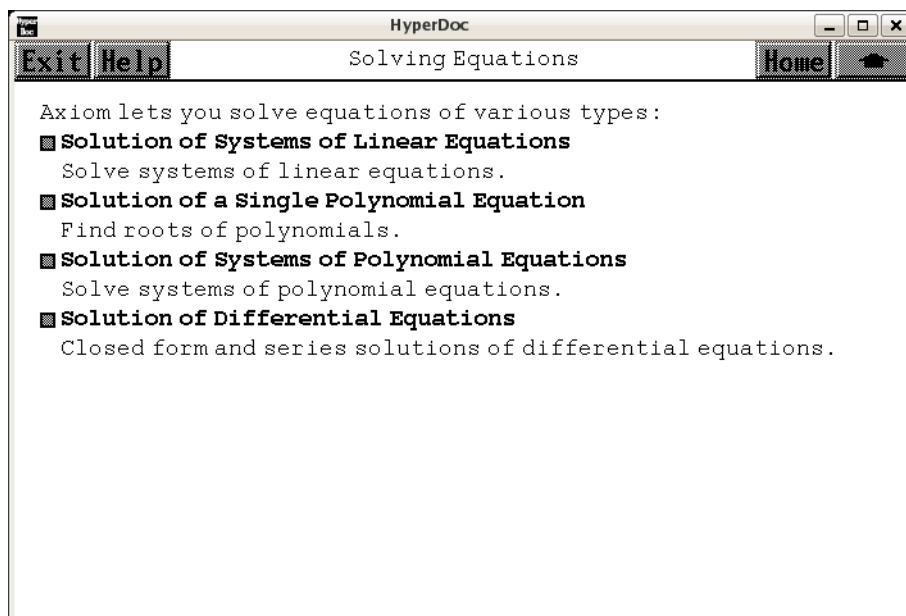 Hyper
Doc
HyperDoc
Exit Help Solving Equations Home
Axiom lets you solve equations of various types:
Solution of Systems of Linear Equations
Solve systems of linear equations.
Solution of a Single Polynomial Equation
Find roots of polynomials.
Solution of Systems of Polynomial Equations
Solve systems of polynomial equations.
Solution of Differential Equations
Closed form and series solutions of differential equations.